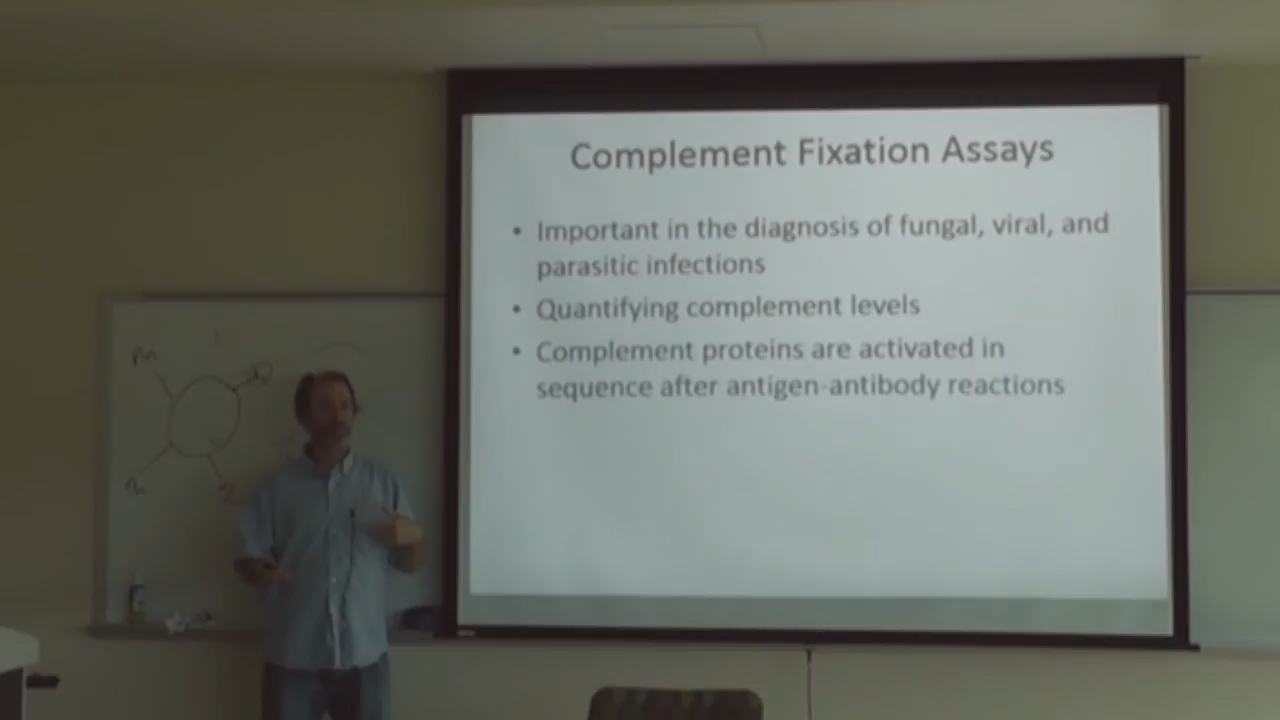 Complement Fixation Assays
• Important in the diagnosis of fungal, viral, and
parasitic infections
• Quantifying complement levels
• Complement proteins are activated in
sequence after antigen-antibody reactions